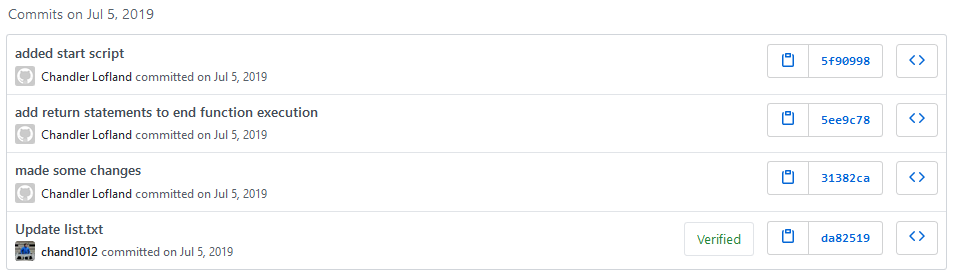 Commits on Jul 5, 2019
added start script
Chandler Lofland committed on Jul 5, 2019
5f90998
add return statements to end function execution
Chandler Lofland committed on Jul 5, 2019
5ee9c78
made some changes
Chandler Lofland committed on Jul 5, 2019
31382ca
Update list.txt
chand1012 committed on Jul 5, 2019
Verified
da82519